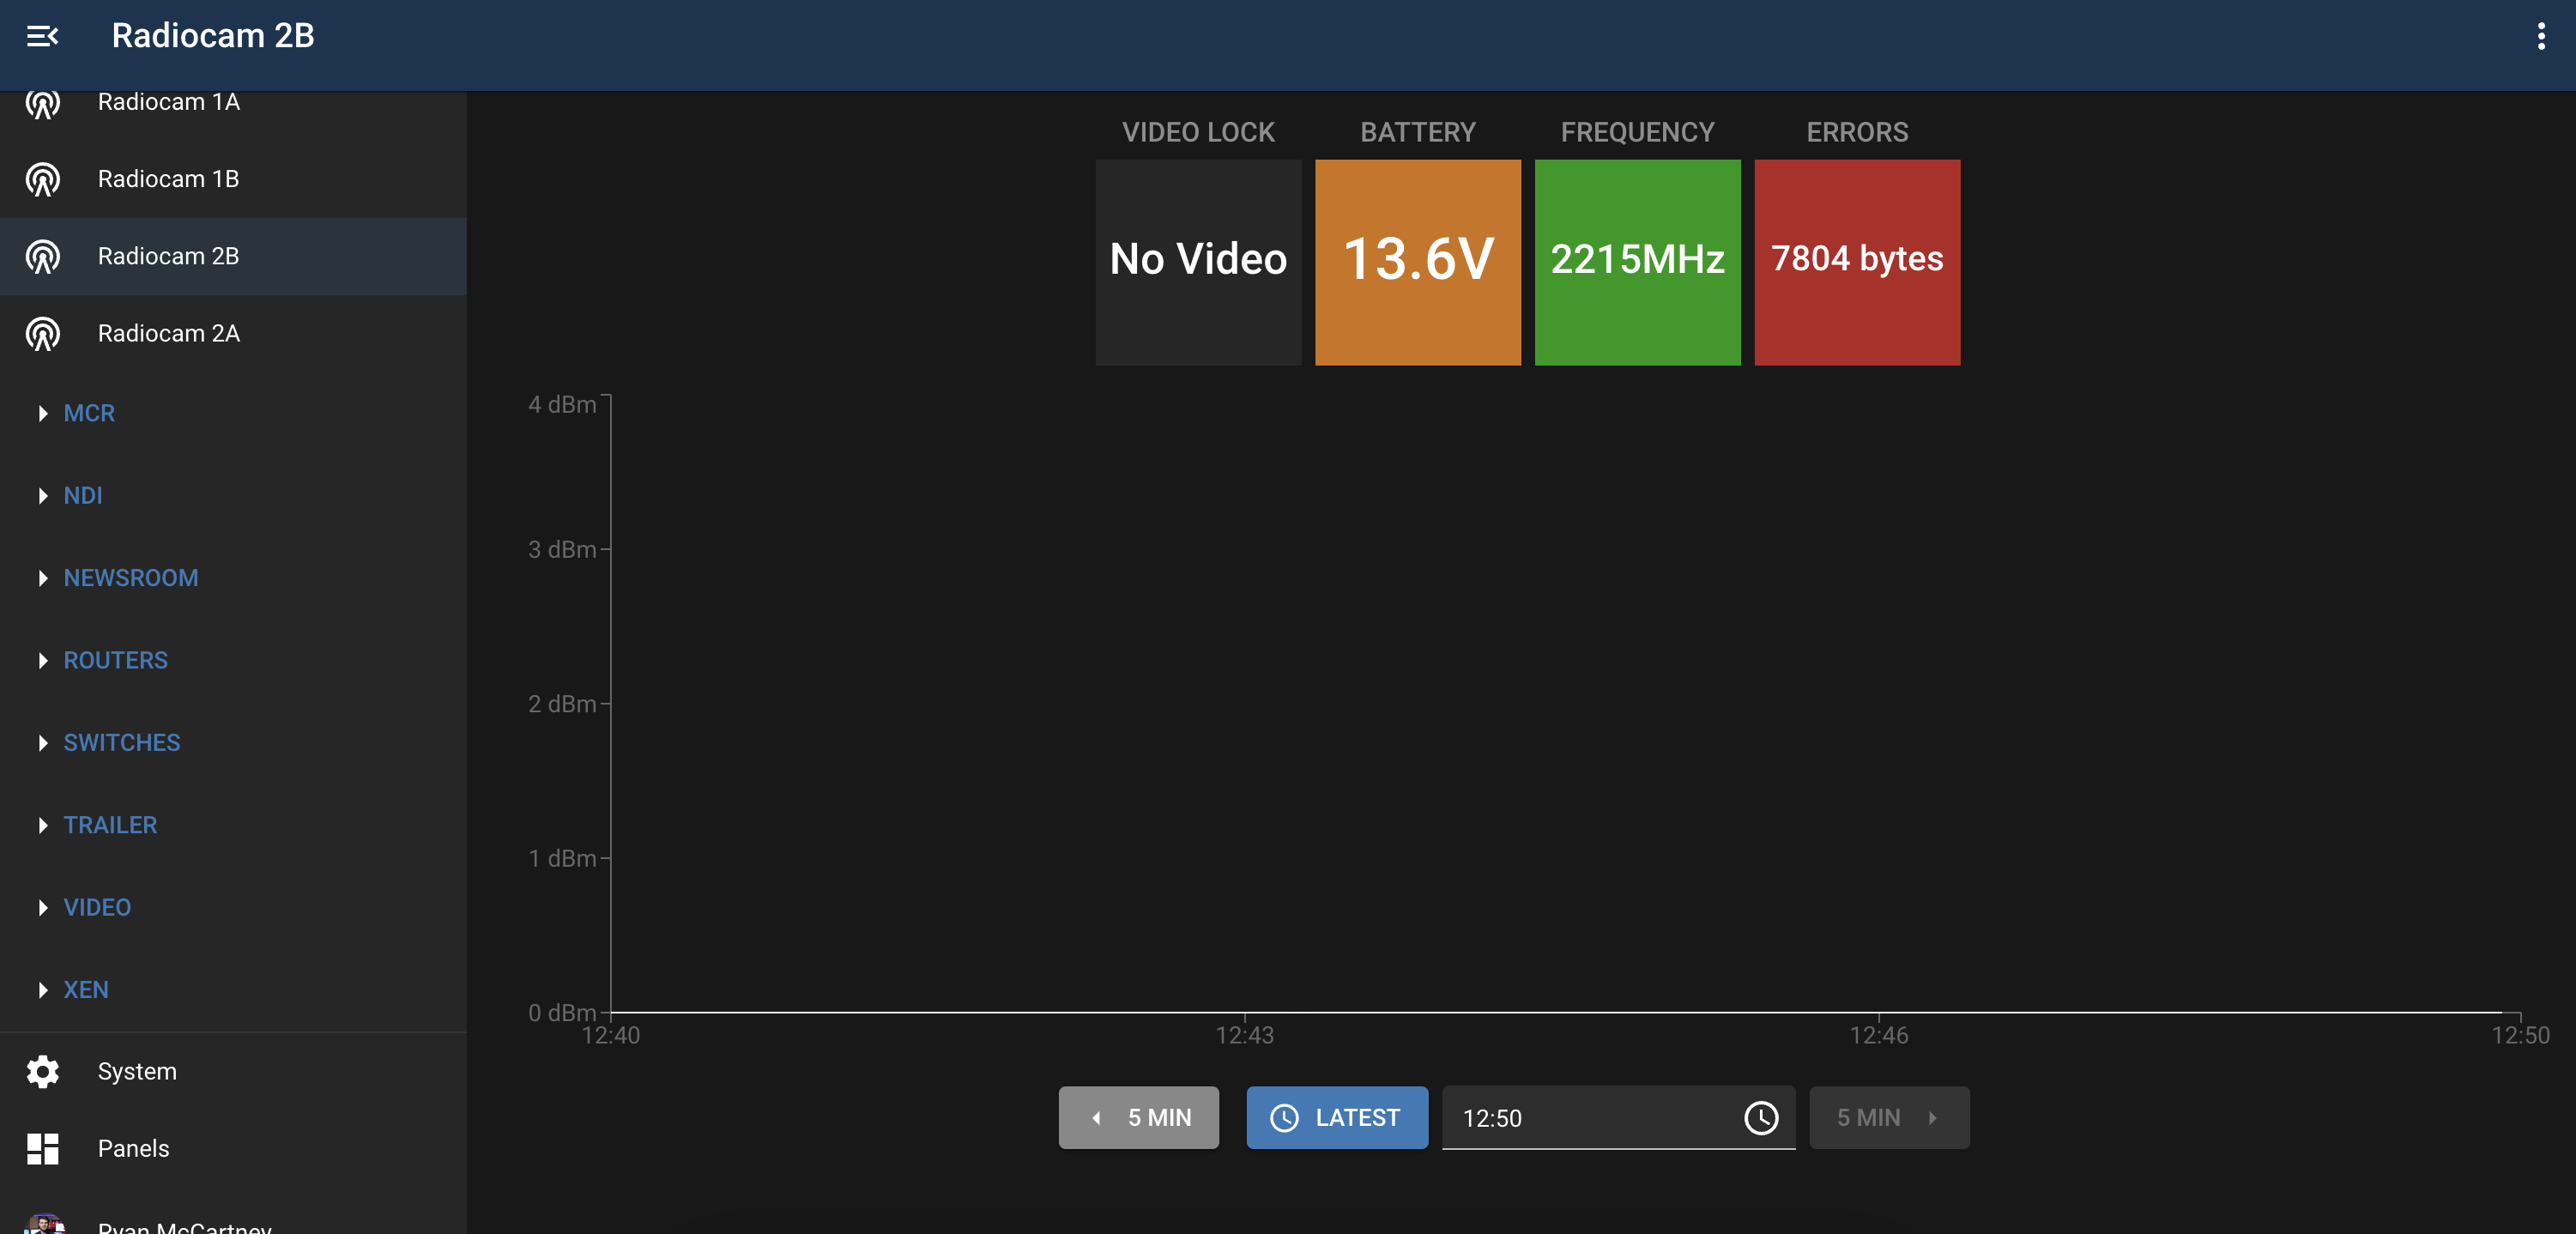 Radiocam 2B
Radiocam 1A
Radiocam 1B
Radiocam 2B
Radiocam 2A
MCR
NDI
NEWSROOM
ROUTERS
SWITCHES
TRAILER
VIDEO
XEN
System
Panels
Ryan McCartney
VIDEO LOCK
BATTERY
FREQUENCY
ERRORS
No Video
13.6V
2215MHz
7804 bytes
4 dBm
3 dBm
2 dBm
1 dBm
0 dBm
12:40
12:43
12:46
12:50
5 MIN
LATEST
12:50
5 MIN